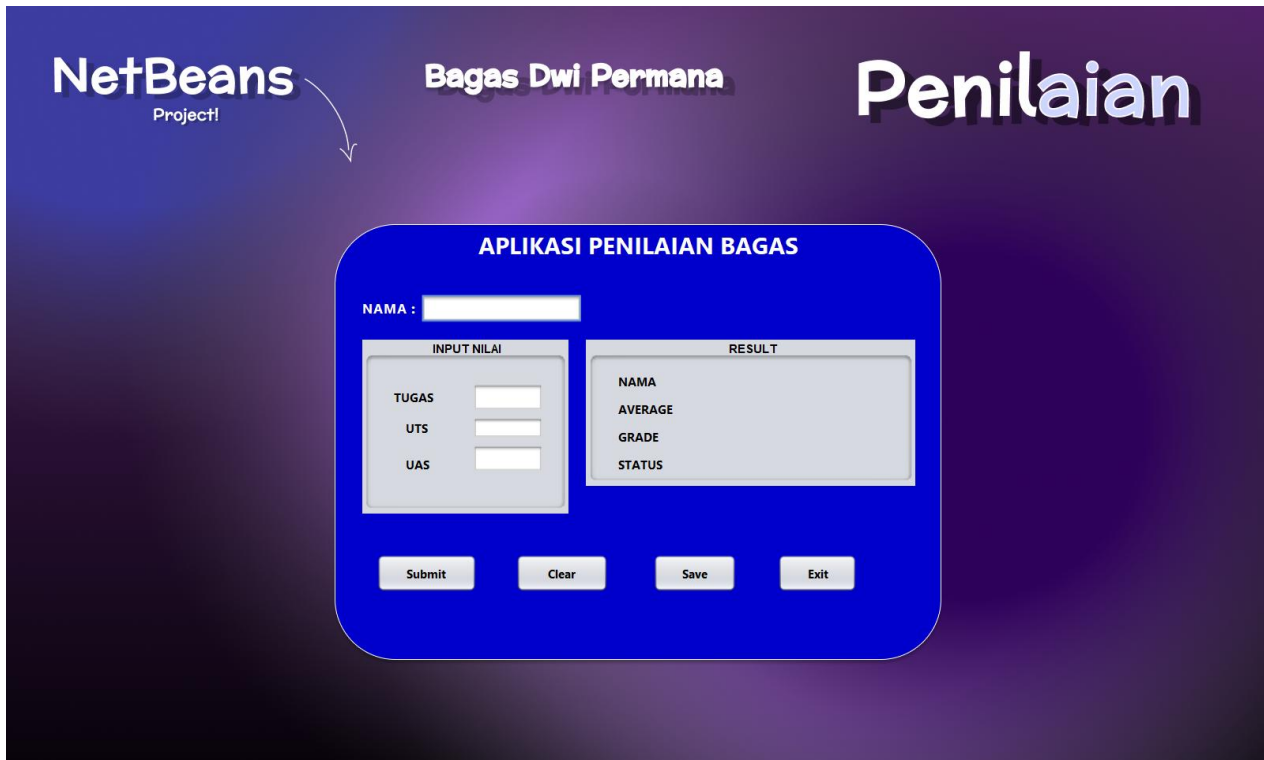 NetBeans
Project!
Bagas Dwi Permana
Penilaian
APLIKASI PENILAIAN BAGAS
NAMA :
INPUT NILAI
TUGAS
UTS
UAS
RESULT
NAMA
AVERAGE
GRADE
STATUS
Submit Clear Save Exit